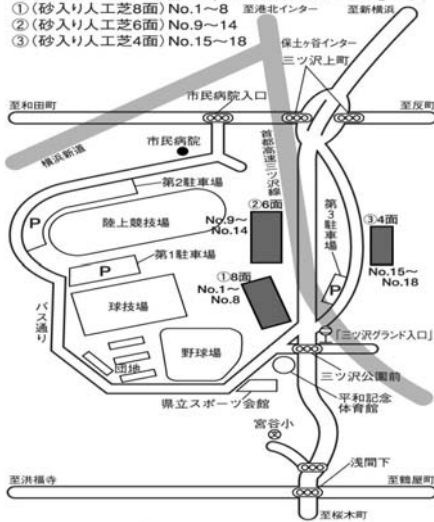 ①(砂入り人工芝8面)No.1～8
②(砂入り人工芝6面)No.9～14
③(砂入り人工芝4面)No.15～18
至港北インター
至新横浜
保土ヶ谷インター
三ツ沢上町
至和田町
市民病院入口
至反町
市民病院
横浜新道
首都高速三ツ沢線
第2駐車場
P
陸上競技場
②6面
No.9～
No.14
第3駐車場
③4面
第1駐車場
P
①8面
No.1～
No.8
P
No.15～
No.18
球技場
バス通り
「三ツ沢グランド入口」
野球場
団地
三ツ沢公園前
県立スポーツ会館
平和記念
体育館
宮谷小
文
浅間下
至洪福寺
至鶴屋町
至桜木町